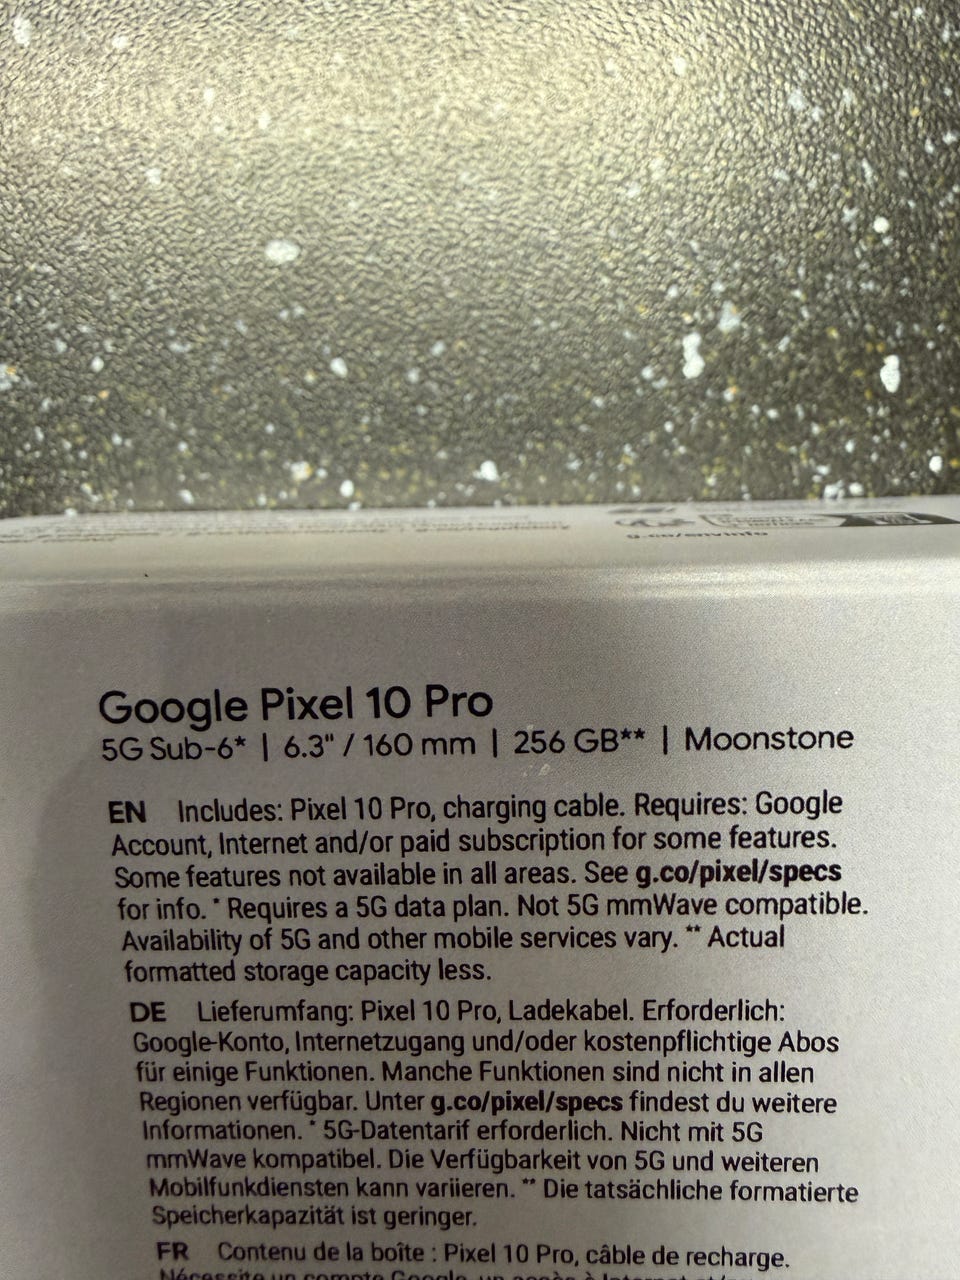 Google Pixel 10 Pro
5G Sub-6* | 6.3" / 160 mm | 256 GB** | Moonstone
EN Includes: Pixel 10 Pro, charging cable. Requires: Google
Account, Internet and/or paid subscription for some features.
Some features not available in all areas. See g.co/pixel/specs
for info. * Requires a 5G data plan. Not 5G mmWave compatible.
Availability of 5G and other mobile services vary. ** Actual
formatted storage capacity less.
DE Lieferumfang: Pixel 10 Pro, Ladekabel. Erforderlich:
Google-Konto, Internetzugang und/oder kostenpflichtige Abos
für einige Funktionen. Manche Funktionen sind nicht in allen
Regionen verfügbar. Unter g.co/pixel/specs findest du weitere
Informationen. * 5G-Datentarif erforderlich. Nicht mit 5G
mmWave kompatibel. Die Verfügbarkeit von 5G und weiteren
Mobilfunkdiensten kann variieren. ** Die tatsächliche formatierte
Speicherkapazität ist geringer.
FR Contenu de la boîte : Pixel 10 Pro, câble de recharge.
Nécessite un compte Google, un accès à Internet